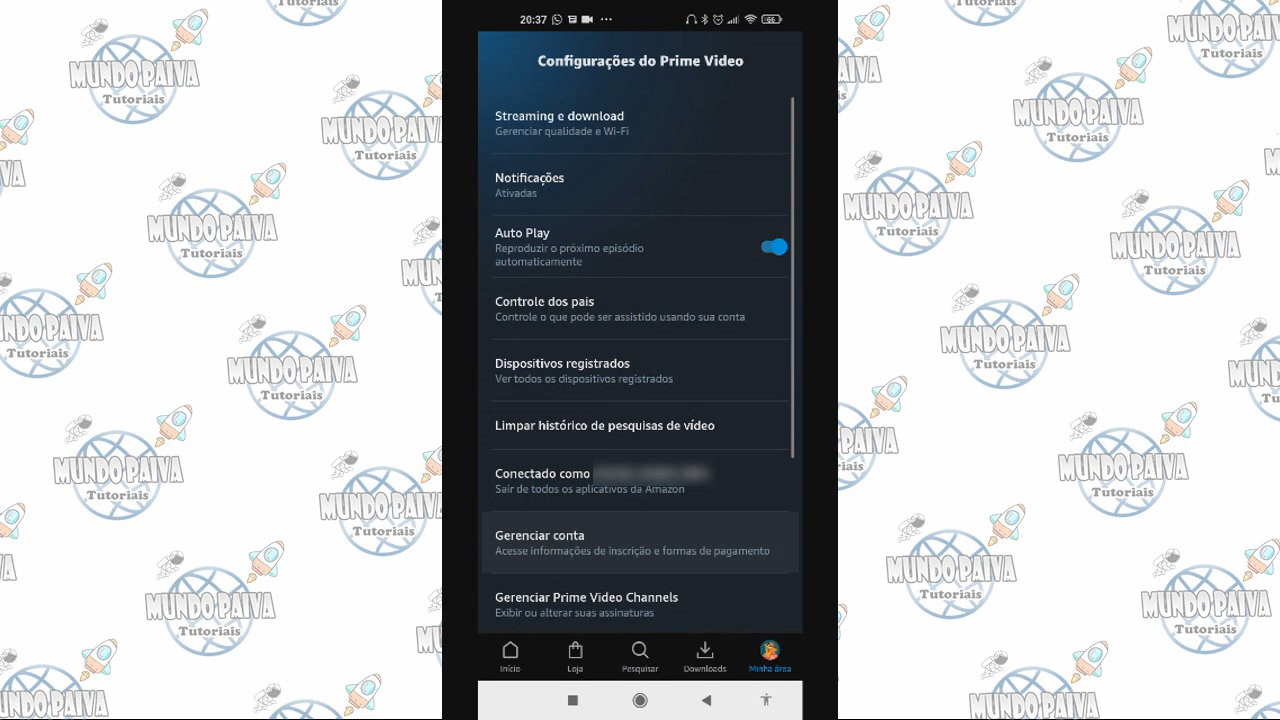 20:37
66
Configurações do Prime Video
Streaming e download
Gerenciar qualidade e Wi-Fi
Notificações
Ativadas
Auto Play
Reproduzir o próximo episódio
automaticamente
Controle dos pais
Controle o que pode ser assistido usando sua conta
Dispositivos registrados
Ver todos os dispositivos registrados
Limpar histórico de pesquisas de vídeo
Conectado como
Sair de todos os aplicativos da Amazon
Gerenciar conta
Acesse informações de inscrição e formas de pagamento
Gerenciar Prime Video Channels
Exibir ou alterar suas assinaturas
Início
Loja
Pesquisar
Downloads
Minha área
MUNDO PAIVA
Tutoriais